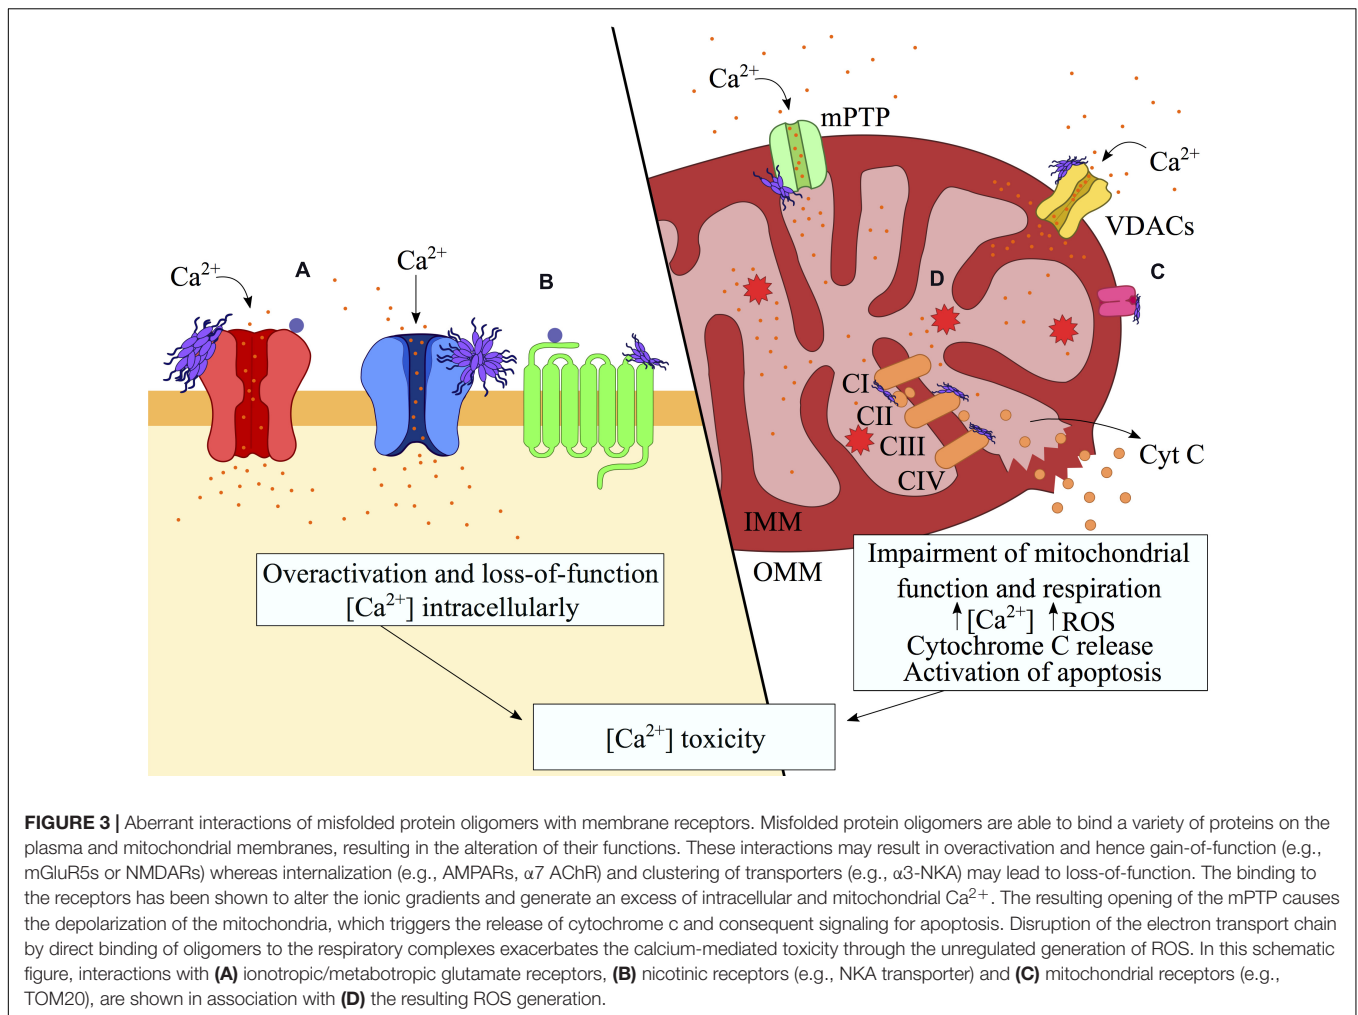 Ca²⁺
mPTP
Ca²⁺
VDACs
Ca²⁺
A
Ca²⁺
B
C
D
CI
CII
CIII
CIV
Cyt C
IMM
OMM
Overactivation and loss-of-function
[Ca²⁺] intracellularly
Impairment of mitochondrial
function and respiration
↑[Ca²⁺] ↑ROS
Cytochrome C release
Activation of apoptosis
[Ca²⁺] toxicity
FIGURE 3 | Aberrant interactions of misfolded protein oligomers with membrane receptors. Misfolded protein oligomers are able to bind a variety of proteins on the
plasma and mitochondrial membranes, resulting in the alteration of their functions. These interactions may result in overactivation and hence gain-of-function (e.g.,
mGluR5s or NMDARs) whereas internalization (e.g., AMPARs, α7 AChR) and clustering of transporters (e.g., α3-NKA) may lead to loss-of-function. The binding to
the receptors has been shown to alter the ionic gradients and generate an excess of intracellular and mitochondrial Ca²⁺. The resulting opening of the mPTP causes
the depolarization of the mitochondria, which triggers the release of cytochrome c and consequent signaling for apoptosis. Disruption of the electron transport chain
by direct binding of oligomers to the respiratory complexes exacerbates the calcium-mediated toxicity through the unregulated generation of ROS. In this schematic
figure, interactions with (A) ionotropic/metabotropic glutamate receptors, (B) nicotinic receptors (e.g., NKA transporter) and (C) mitochondrial receptors (e.g.,
TOM20), are shown in association with (D) the resulting ROS generation.